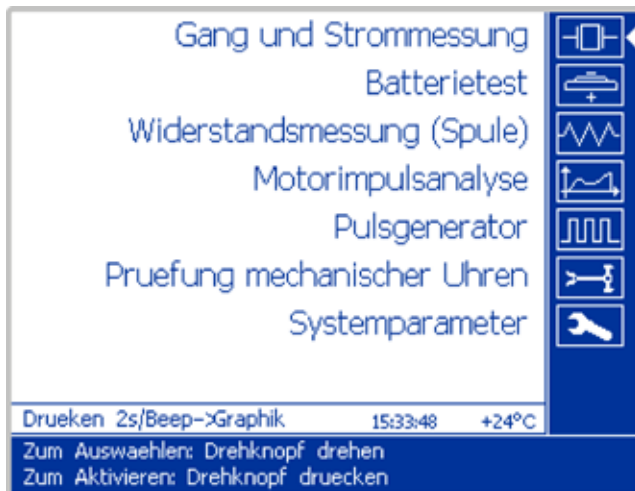 Gang und Strommessung
Batterietest
Widerstandsmessung (Spule)
Motorimpulsanalyse
Pulsgenerator
Pruefung mechanischer Uhren
Systemparameter
Drueken 2s/Beep->Graphik 15:33:48 +24°C
Zum Auswaehlen: Drehknopf drehen
Zum Aktivieren: Drehknopf druecken